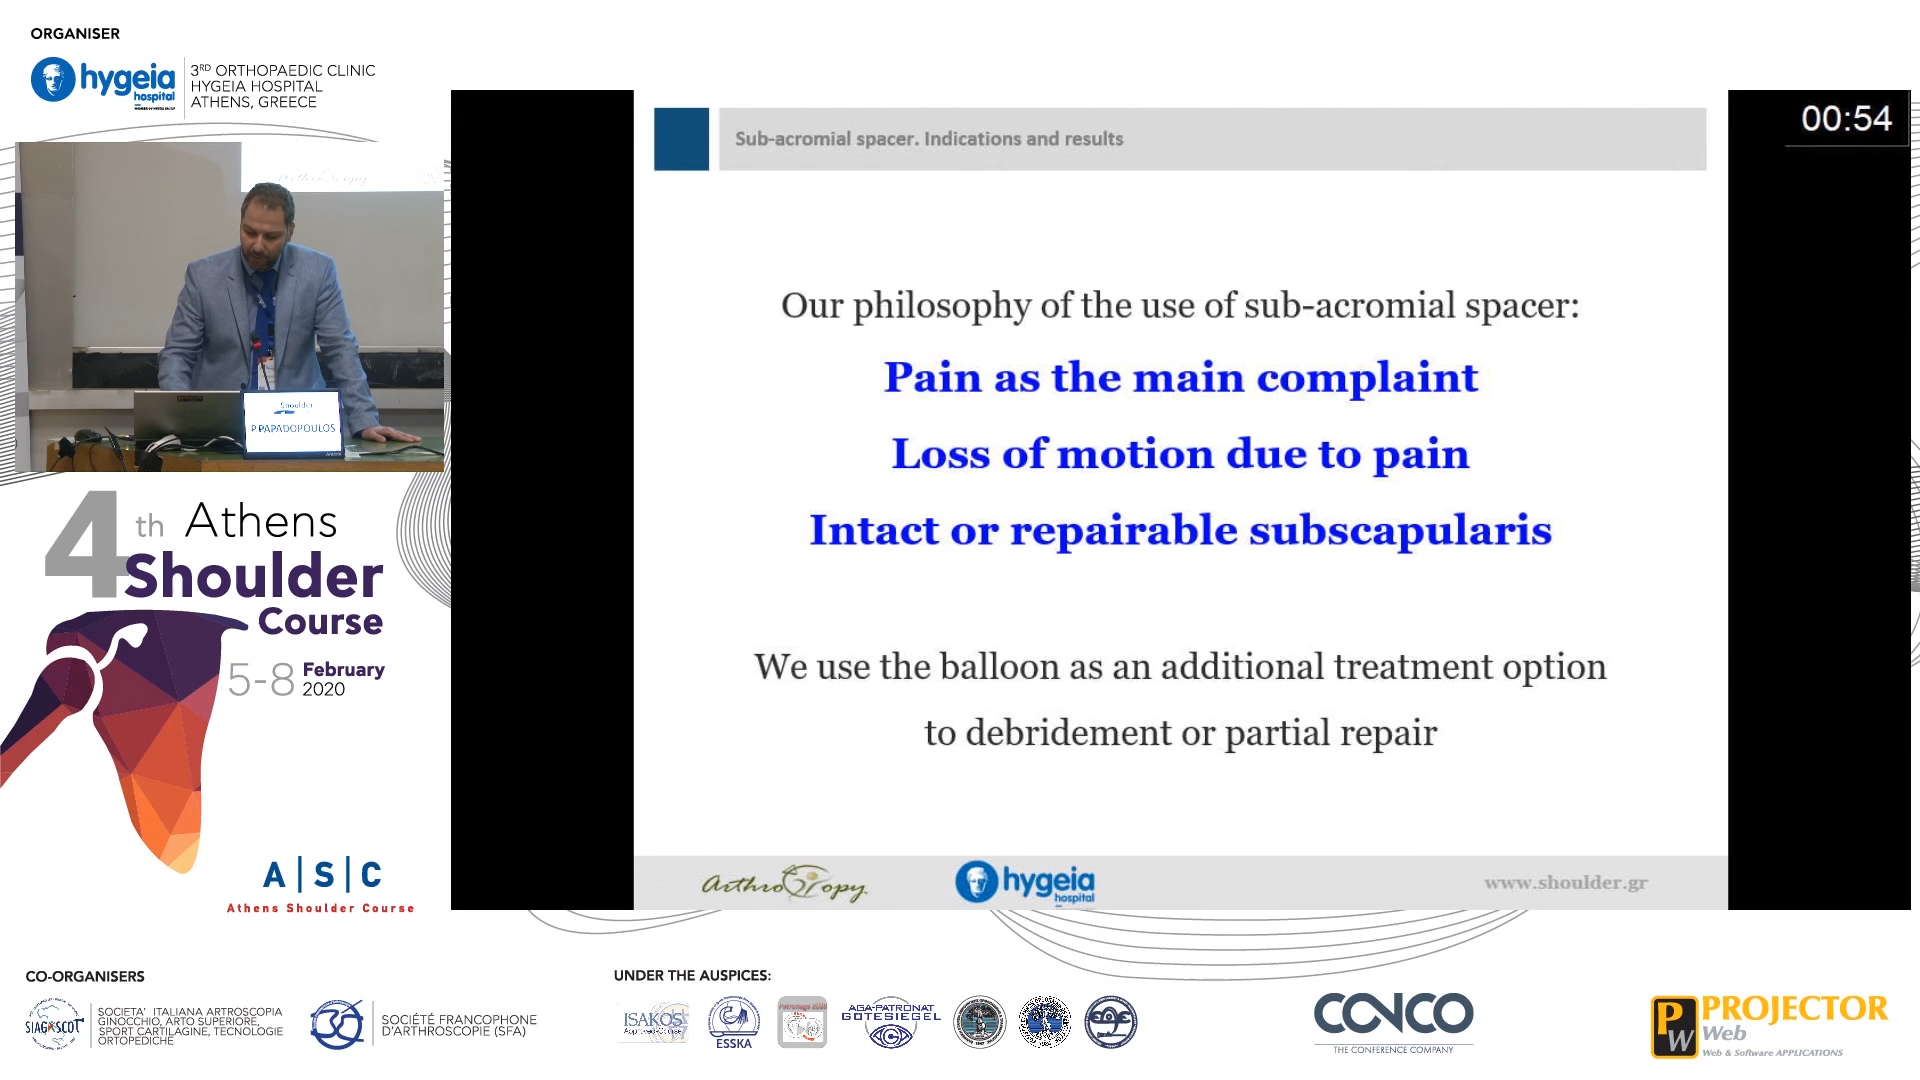 ORGANISER
hygeia
hospital
3RD ORTHOPAEDIC CLINIC
HYGEIA HOSPITAL
ATHENS, GREECE
00:54
Sub-acromial spacer. Indications and results
Our philosophy of the use of sub-acromial spacer:
Pain as the main complaint
Loss of motion due to pain
Intact or repairable subscapularis
We use the balloon as an additional treatment option
to debridement or partial repair
Arthroscopy
hygeia
hospital
www.shoulder.gr
Shoulder
P.PAPADOPOULOS
4th Athens
Shoulder
Course
5-8 February
2020
A|S|C
Athens Shoulder Course
CO-ORGANISERS
SIAGASCOT
SOCIETA' ITALIANA ARTROSCOPIA
GINOCCHIO, ARTO SUPERIORE,
SPORT CARTILAGINE, TECNOLOGIE
ORTOPEDICHE
SOCIÉTÉ FRANCOPHONE
D'ARTHROSCOPIE (SFA)
UNDER THE AUSPICES:
ISAKOS
ESSKA
AGA-PATRONAT
GÜTESIEGEL
CONCO
THE CONFERENCE COMPANY
PW
PROJECTOR
Web
Web & Software APPLICATIONS